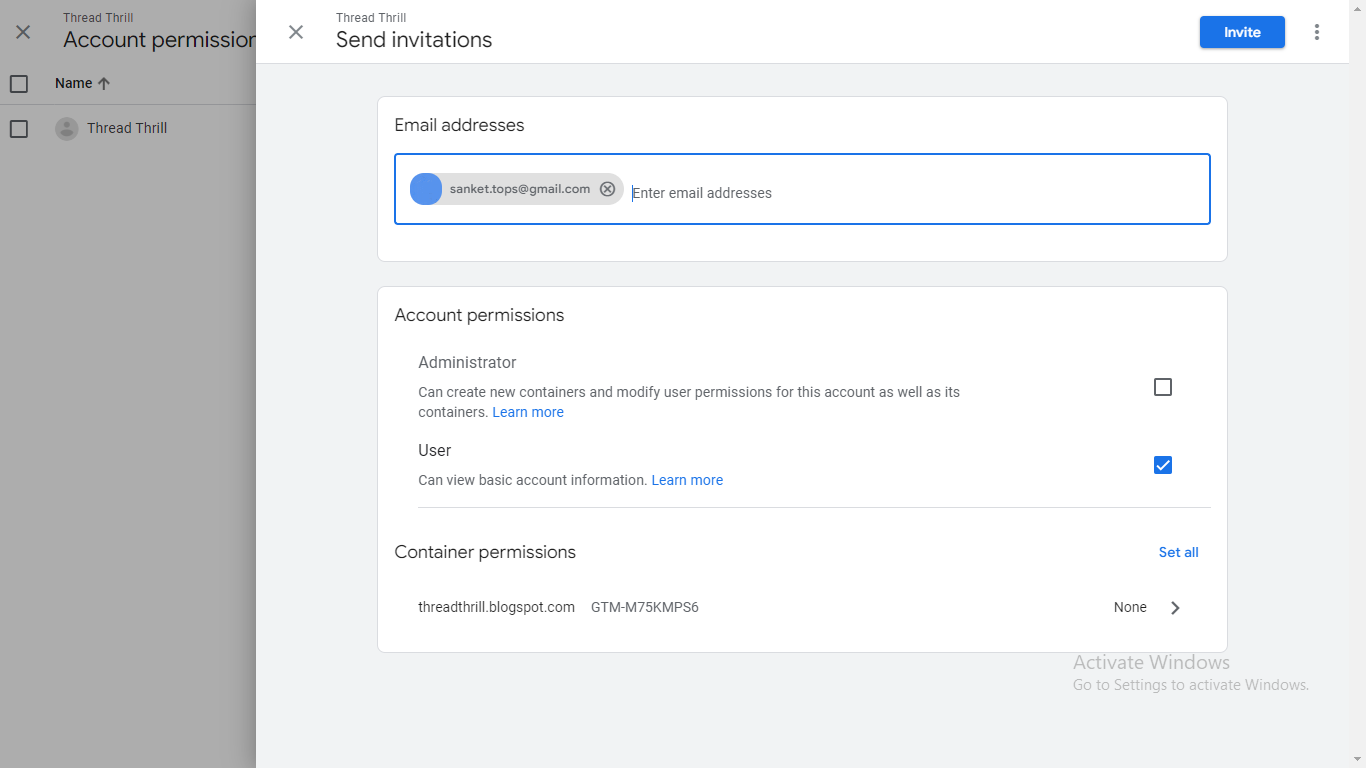 Thread Thrill
Account permission
Name
Thread Thrill
Thread Thrill
Send invitations
Invite
Email addresses
sanket.tops@gmail.com
Enter email addresses
Account permissions
Administrator
Can create new containers and modify user permissions for this account as well as its
containers. Learn more
User
Can view basic account information. Learn more
Container permissions
Set all
threadthrill.blogspot.com GTM-M75KMPS6 None
Activate Windows
Go to Settings to activate Windows.